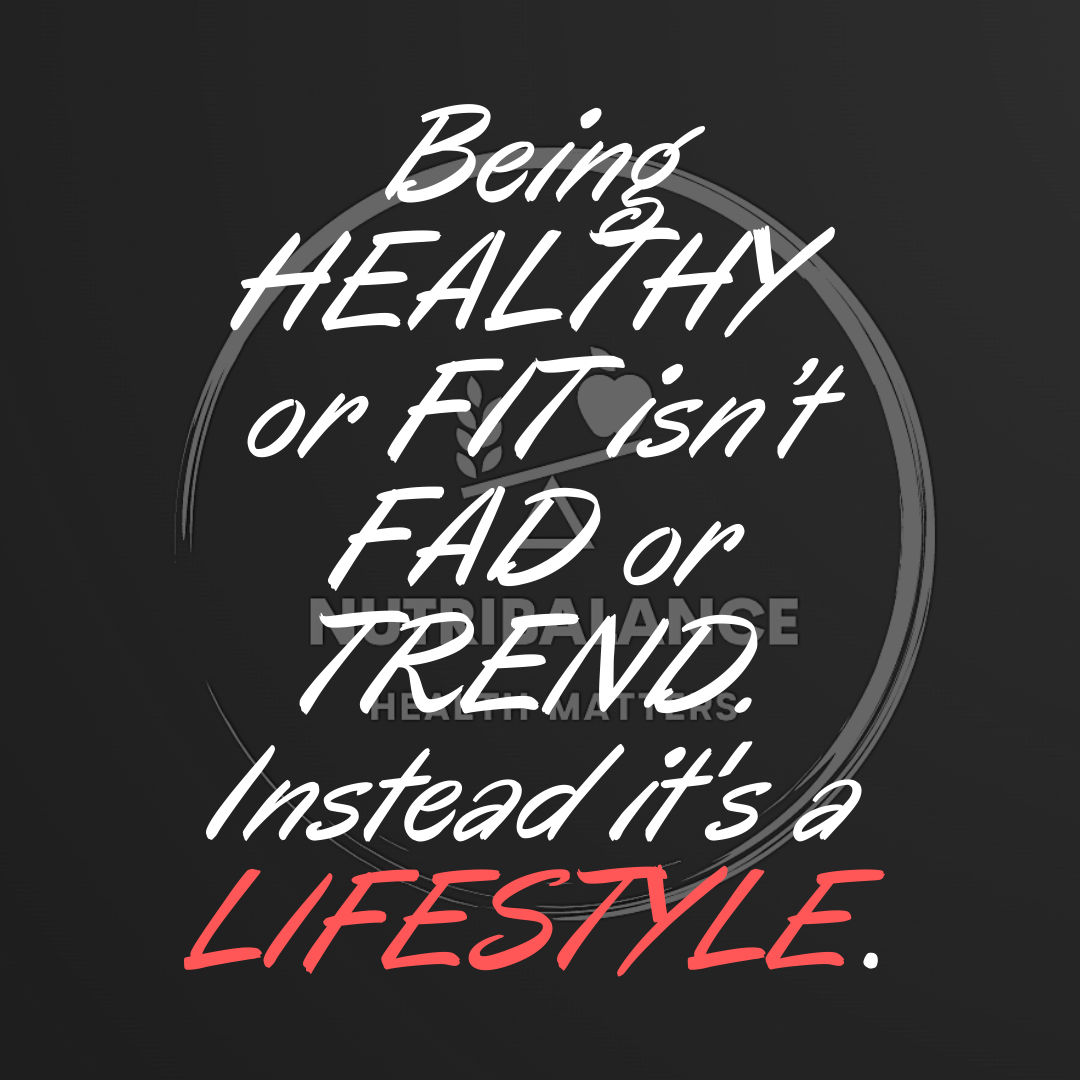 Being
HEALTHY
or FIT isn't
FAD or
NUTRIBALANCE
TREND.
HEALTH MATTERS
Instead it's a
LIFESTYLE.